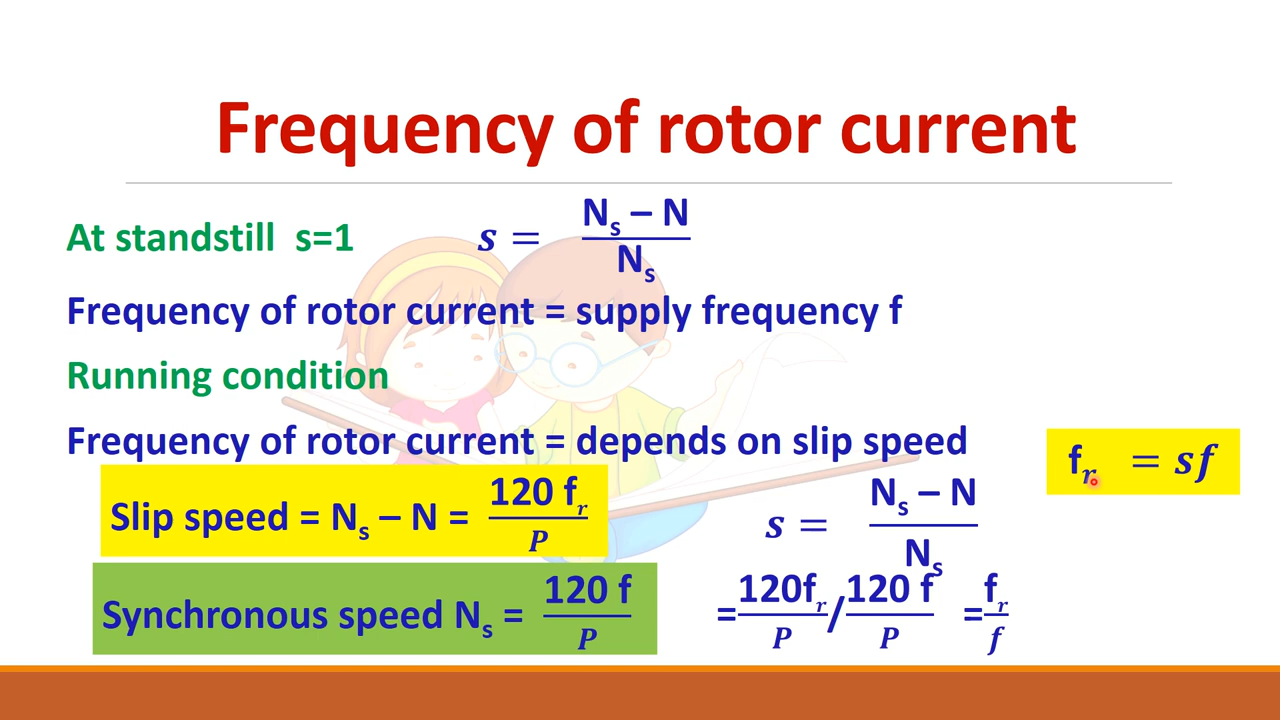 Frequency of rotor current
At standstill s=1 s = (Ns – N)/Ns
Frequency of rotor current = supply frequency f
Running condition
Frequency of rotor current = depends on slip speed
fr = sf
Slip speed = Ns – N = 120 fr/P
s = (Ns – N)/Ns
Synchronous speed Ns = 120 f/P
=120fr/P / 120 f/P =fr/f